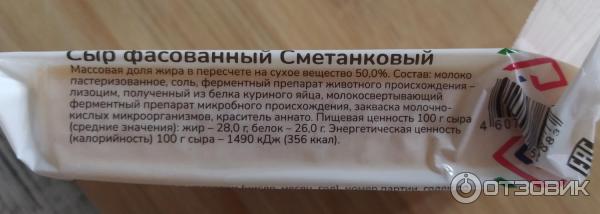 Сыр фасованный Сметанковый
Массовая доля жира в пересчете на сухое вещество 50,0%. Состав: молоко
пастеризованное, соль, ферментный препарат животного происхождения –
лизоцим, полученный из белка куриного яйца, молокосвертывающий
ферментный препарат микробного происхождения, закваска молочно-
кислых микроорганизмов, краситель аннато. Пищевая ценность 100 г сыра
(средние значения): жир – 28,0 г, белок – 26,0 г. Энергетическая ценность
(калорийность) 100 г сыра – 1490 кДж (356 ккал).
номер партии,
ЕАС
ОТЗОВИК